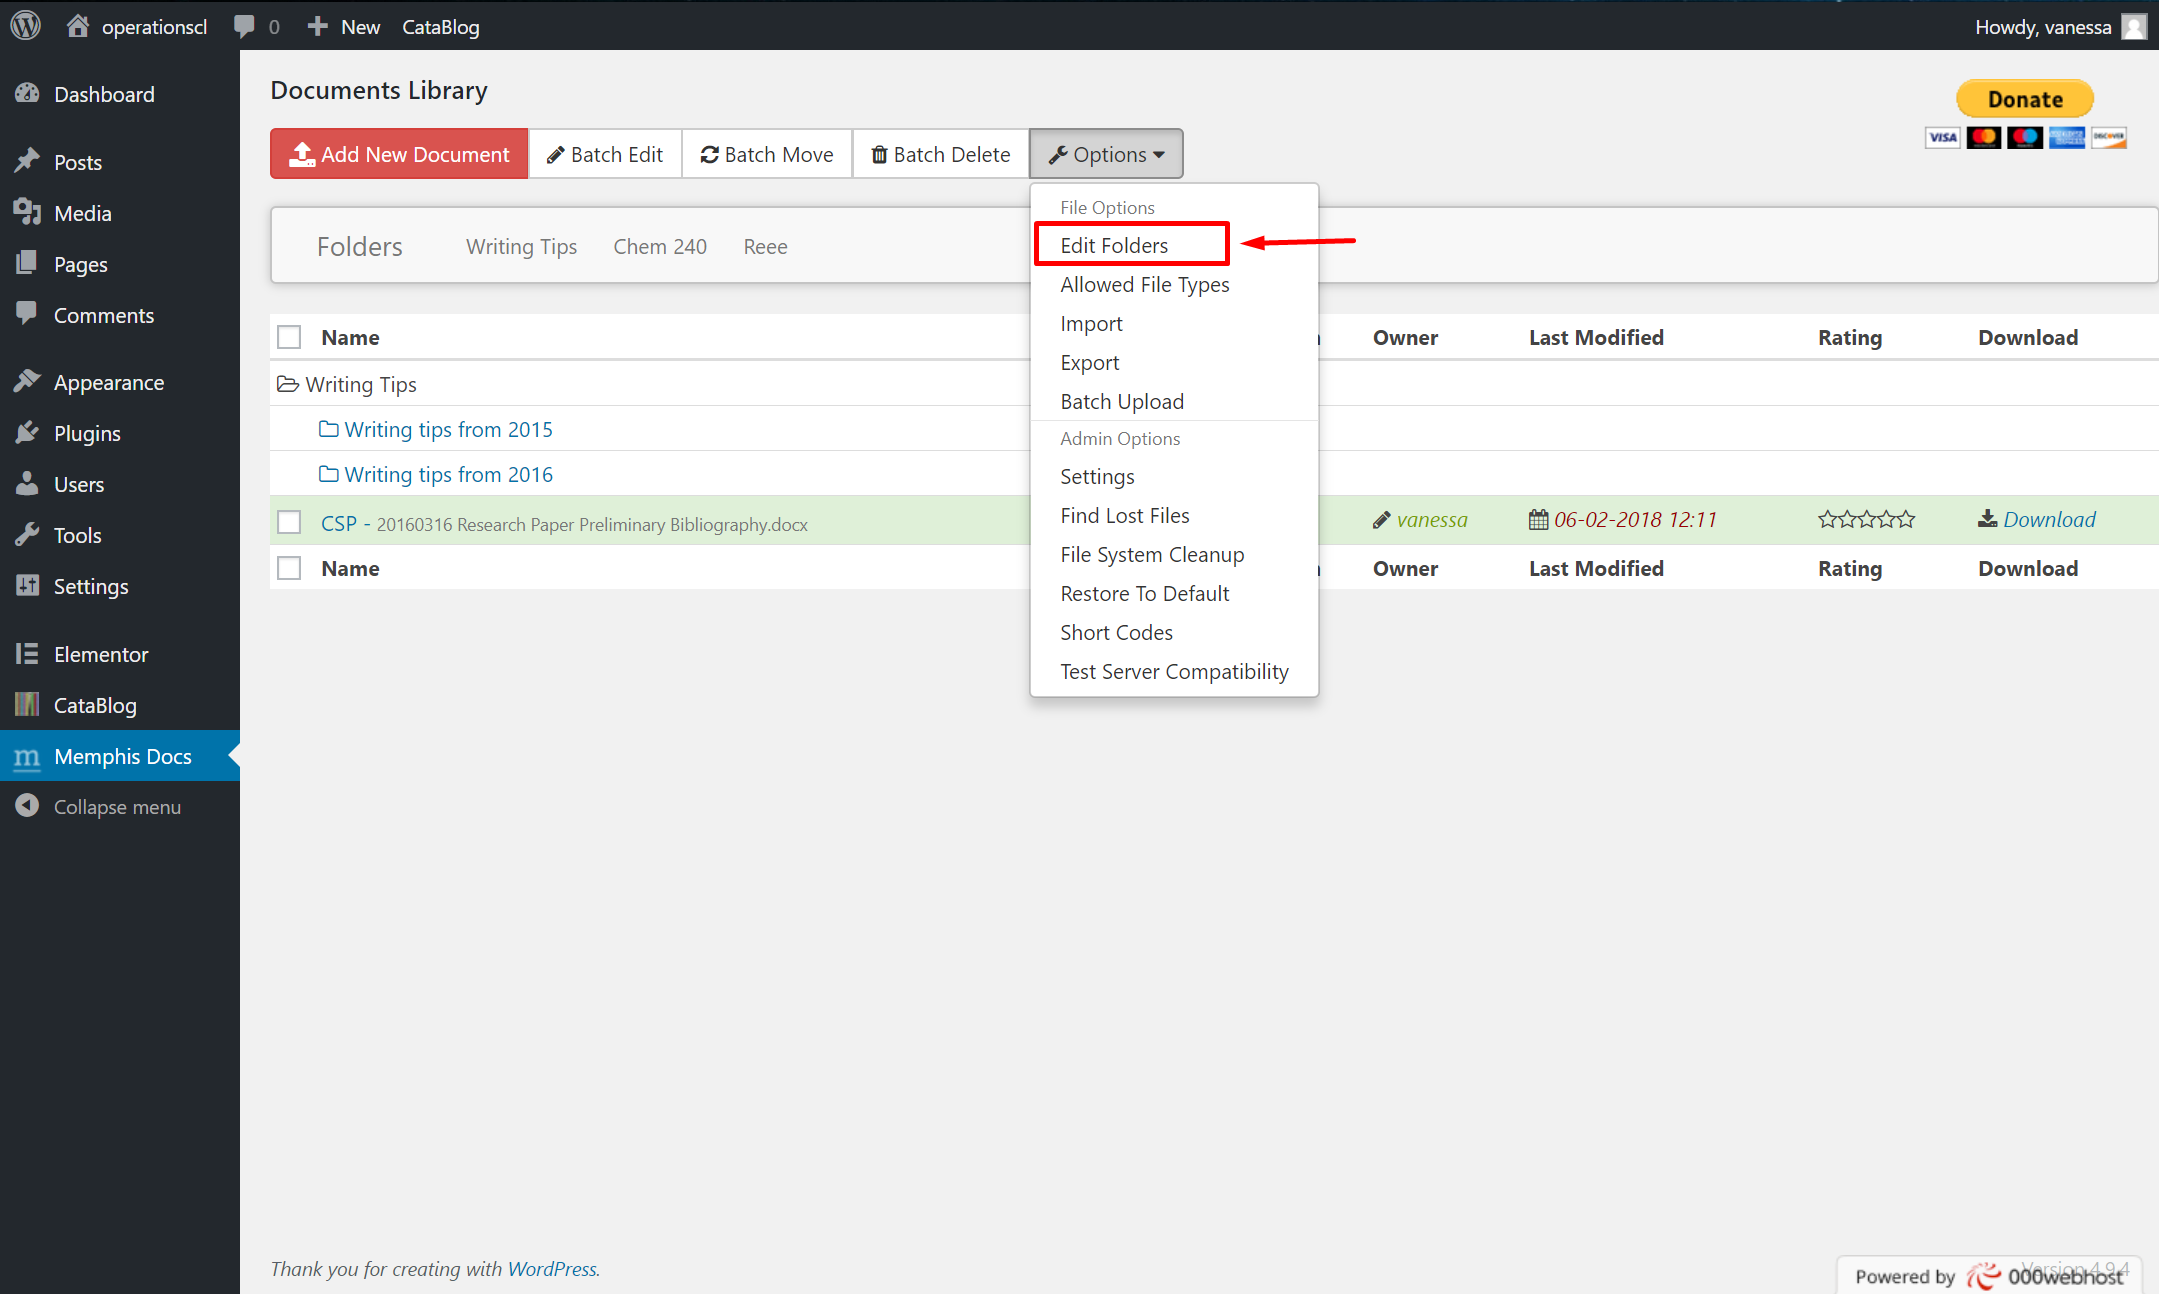 operationscl 0 New CataBlog Howdy, vanessa
Dashboard
Posts
Media
Pages
Comments
Appearance
Plugins
Users
Tools
Settings
Elementor
CataBlog
m Memphis Docs
Collapse menu
Documents Library
Donate
VISA
DISCOVER
Add New Document Batch Edit Batch Move Batch Delete Options
Folders Writing Tips Chem 240 Reee
File Options
Edit Folders
Allowed File Types
Import
Export
Batch Upload
Admin Options
Settings
Find Lost Files
File System Cleanup
Restore To Default
Short Codes
Test Server Compatibility
Name Owner Last Modified Rating Download
Writing Tips
Writing tips from 2015
Writing tips from 2016
CSP - 20160316 Research Paper Preliminary Bibliography.docx vanessa 06-02-2018 12:11 Download
Name Owner Last Modified Rating Download
Thank you for creating with WordPress.
Version 4.9.4
Powered by 000webhost